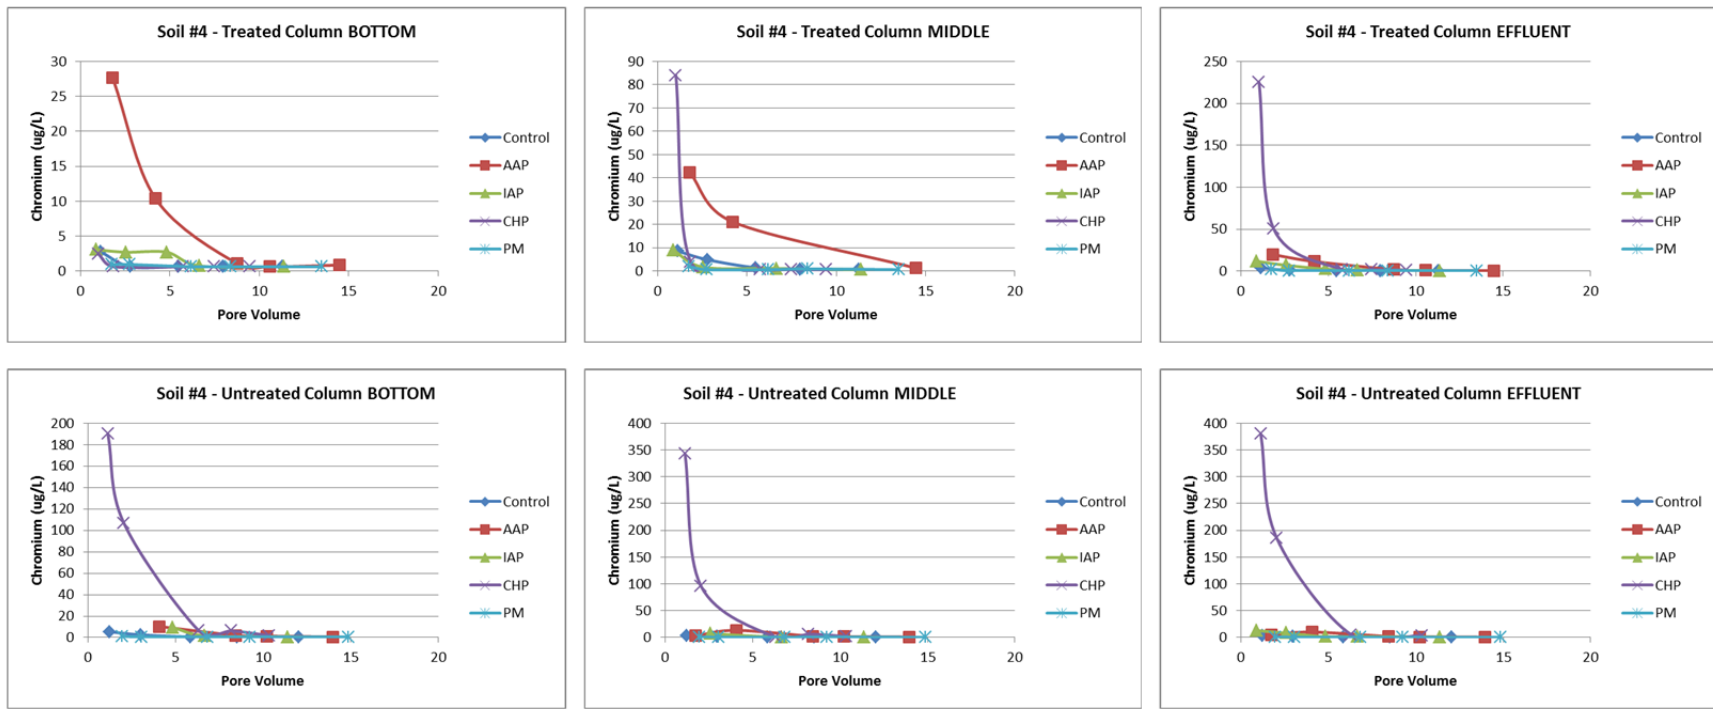 Soil #4 - Treated Column BOTTOM
Chromium (ug/L)
30
25
20
15
10
5
0
0 5 10 15 20
Pore Volume
Control
AAP
IAP
CHP
PM
Soil #4 - Treated Column MIDDLE
Chromium (ug/L)
90
80
70
60
50
40
30
20
10
0
0 5 10 15 20
Pore Volume
Control
AAP
IAP
CHP
PM
Soil #4 - Treated Column EFFLUENT
Chromium (ug/L)
250
200
150
100
50
0
0 5 10 15 20
Pore Volume
Control
AAP
IAP
CHP
PM
Soil #4 - Untreated Column BOTTOM
Chromium (ug/L)
200
180
160
140
120
100
80
60
40
20
0
0 5 10 15 20
Pore Volume
Control
AAP
IAP
CHP
PM
Soil #4 - Untreated Column MIDDLE
Chromium (ug/L)
400
350
300
250
200
150
100
50
0
0 5 10 15 20
Pore Volume
Control
AAP
IAP
CHP
PM
Soil #4 - Untreated Column EFFLUENT
Chromium (ug/L)
400
350
300
250
200
150
100
50
0
0 5 10 15 20
Pore Volume
Control
AAP
IAP
CHP
PM